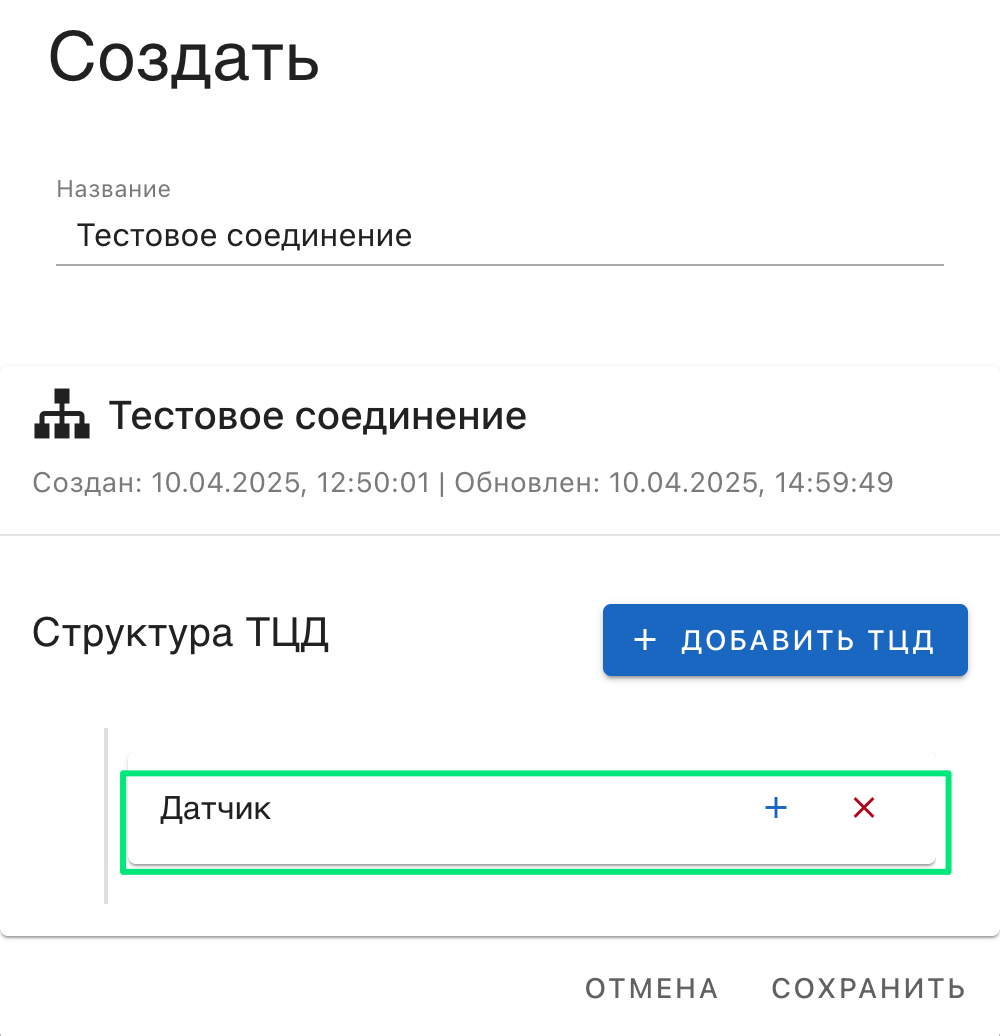 Создать
Название
Тестовое соединение
Тестовое соединение
Создан: 10.04.2025, 12:50:01 | Обновлен: 10.04.2025, 14:59:49
Структура ТЦД
+ ДОБАВИТЬ ТЦД
Датчик
ОТМЕНА СОХРАНИТЬ